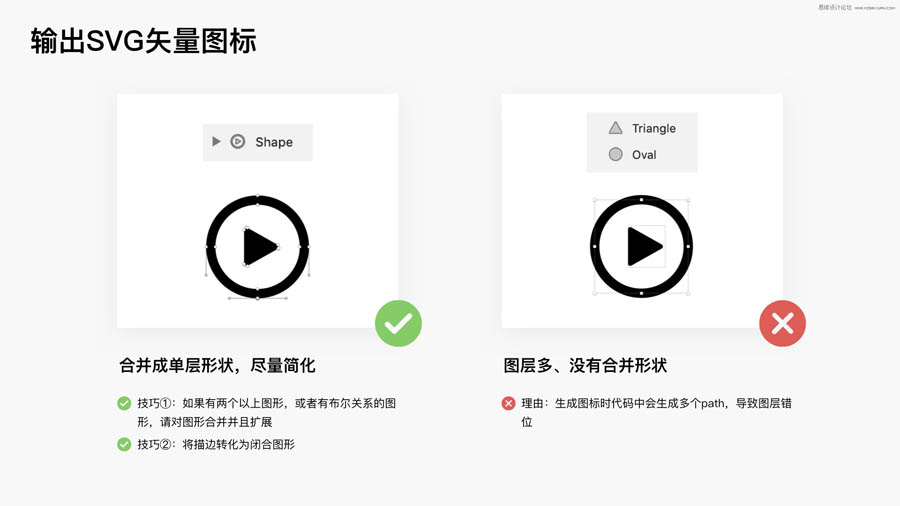 思缘设计论坛
输出SVG矢量图标
Shape
Triangle
Oval
合并成单层形状，尽量简化
技巧①：如果有两个以上图形，或者有布尔关系的图
形，请对图形合并并且扩展
技巧②：将描边转化为闭合图形
图层多、没有合并形状
理由：生成图标时代码中会生成多个path，导致图层错
位